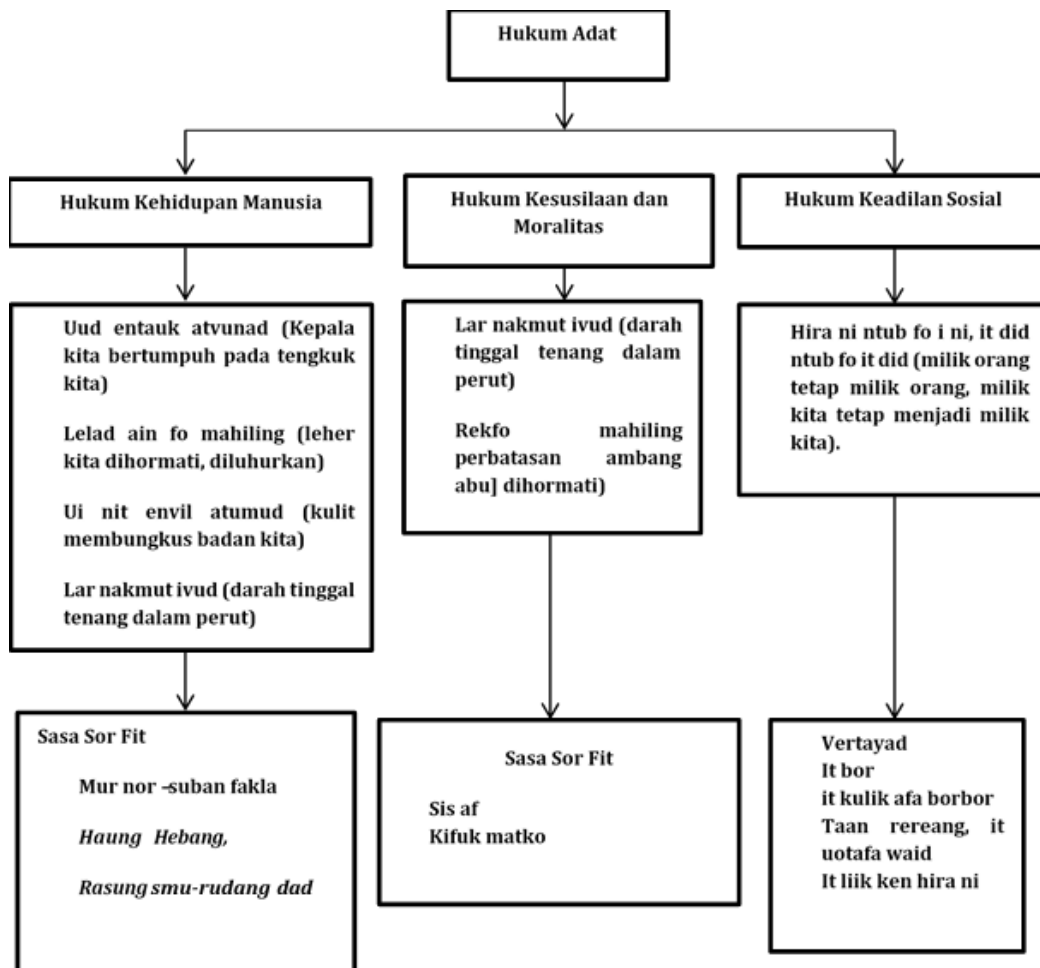 Hukum Adat
Hukum Kehidupan Manusia
Hukum Kesusilaan dan
Moralitas
Hukum Keadilan Sosial
Uud entauk atvunad (Kepala
kita bertumpuh pada tengkuk
kita)
Lelad ain fo mahiling (leher
kita dihormati, diluhurkan)
Ui nit envil atumud (kulit
membungkus badan kita)
Lar nakmut ivud (darah tinggal
tenang dalam perut)
Lar nakmut ivud (darah
tinggal tenang dalam
perut)
Rekfo mahiling
perbatasan ambang
abu] dihormati)
Hira ni ntub fo i ni, it did
ntub fo it did (milik orang
tetap milik orang, milik
kita tetap menjadi milik
kita).
Sasa Sor Fit
Mur nor –suban fakla
Haung Hebang,
Rasung smu-rudang dad
Sasa Sor Fit
Sis af
Kifuk matko
Vertayad
It bor
it kulik afa borbor
Taan rereang, it
uotafa waid
It liik ken hira ni